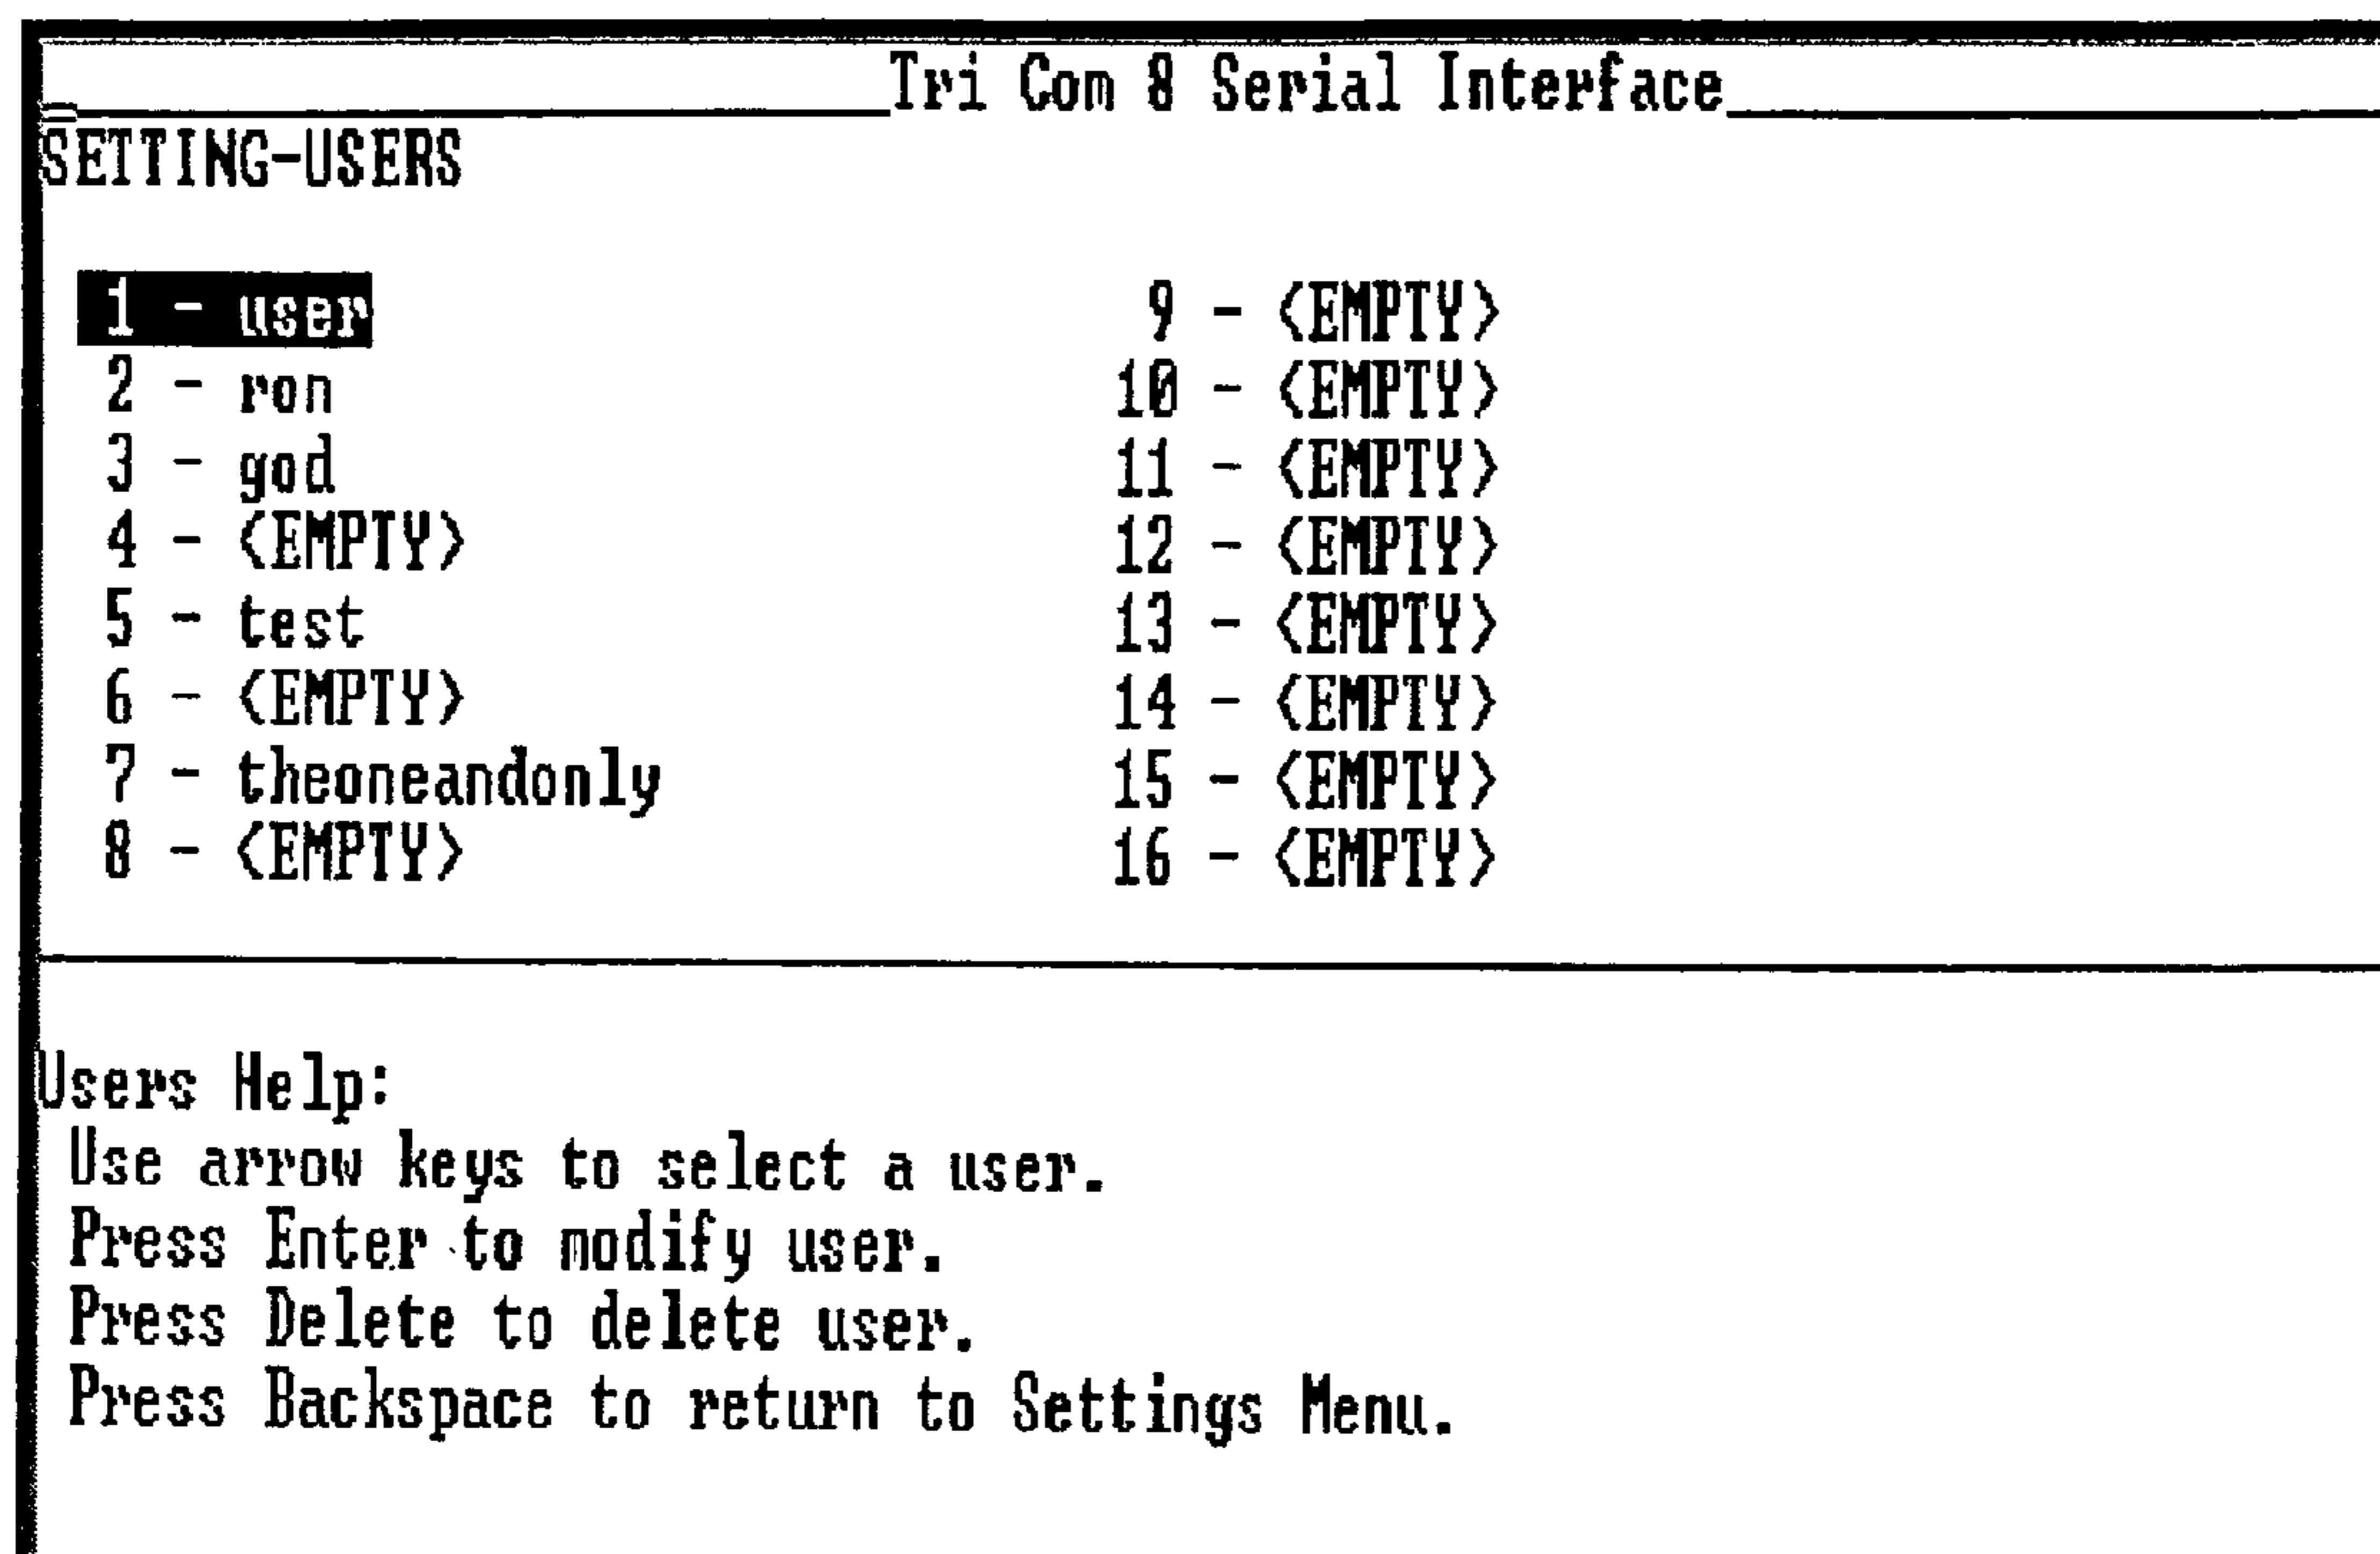 Tri Com 8 Serial Interface
SETTING-USERS
1 - user
2 - ron
3 - god
4 - <EMPTY>
5 - test
6 - <EMPTY>
7 - theoneandonly
8 - <EMPTY>
9 - <EMPTY>
10 - <EMPTY>
11 - <EMPTY>
12 - <EMPTY>
13 - <EMPTY>
14 - <EMPTY>
15 - <EMPTY>
16 - <EMPTY>
Users Help:
Use arrow keys to select a user.
Press Enter to modify user.
Press Delete to delete user.
Press Backspace to return to Settings Menu.